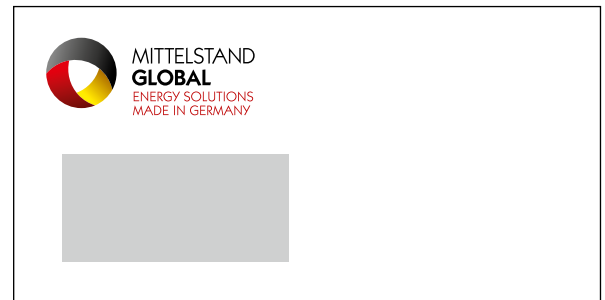 MITTELSTAND
GLOBAL
ENERGY SOLUTIONS
MADE IN GERMANY